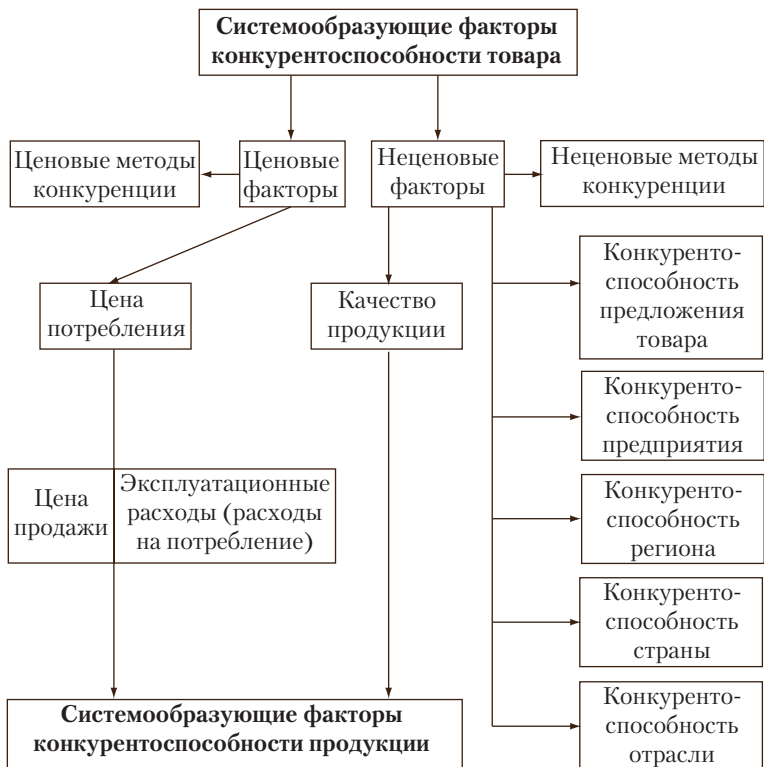 Системообразующие факторы
конкурентоспособности товара
Ценовые методы
конкуренции
Ценовые
факторы
Неценовые
факторы
Неценовые методы
конкуренции
Цена
потребления
Качество
продукции
Конкуренто-
способность
предложения
товара
Конкуренто-
способность
предприятия
Цена
продажи
Эксплуатационные
расходы (расходы
на потребление)
Конкуренто-
способность
региона
Конкуренто-
способность
страны
Системообразующие факторы
конкурентоспособности продукции
Конкуренто-
способность
отрасли